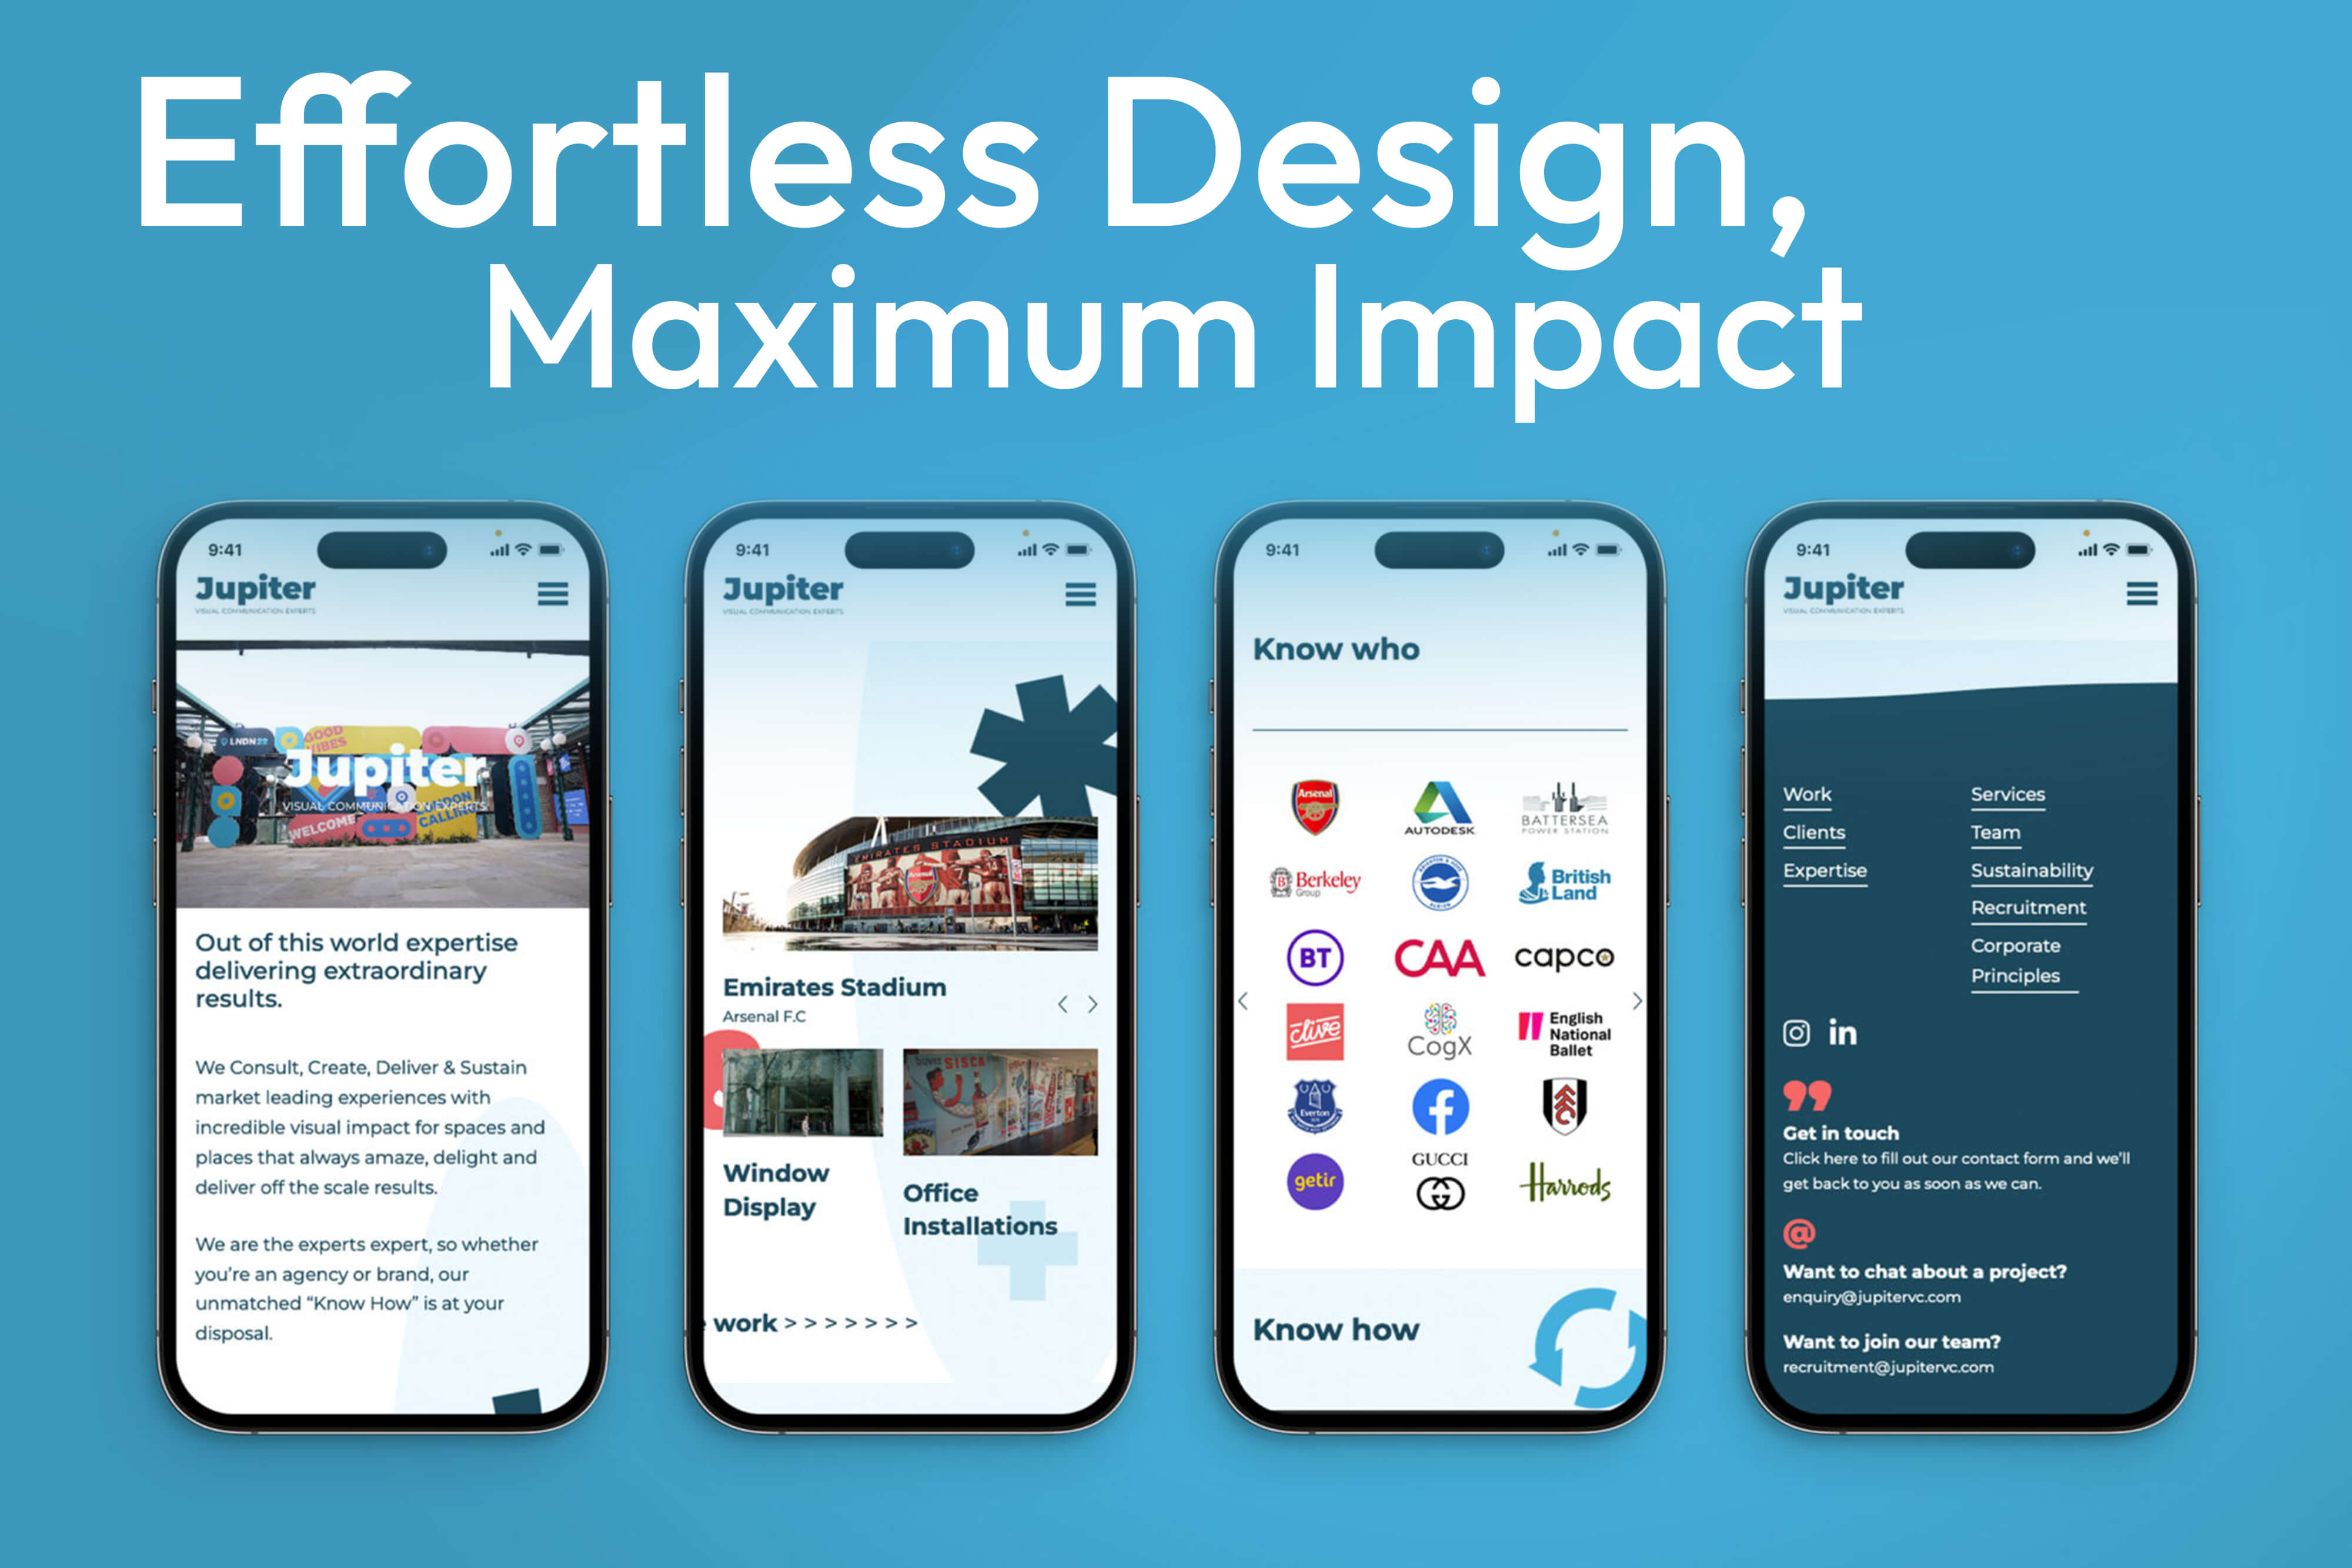 Effortless Design,
Maximum Impact
9:41
Jupiter
VISUAL COMMUNICATION EXPERTS
LNDN22
GOOD
VIBES
Jupiter
VISUAL COMMUNICATION EXPERTS
WELCOME
LONDON
CALLING
Out of this world expertise
delivering extraordinary
results.
We Consult, Create, Deliver & Sustain
market leading experiences with
incredible visual impact for spaces and
places that always amaze, delight and
deliver off the scale results.
We are the experts expert, so whether
you're an agency or brand, our
unmatched “Know How” is at your
disposal.
9:41
Jupiter
VISUAL COMMUNICATION EXPERTS
EMIRATES STADIUM
Arsenal
Emirates Stadium
Arsenal F.C
< >
SISCA
Window
Display
Office
Installations
work > > > > > > >
9:41
Know who
Arsenal
AUTODESK
BATTERSEA
POWER STATION
Berkeley
Group
ALBION
British
Land
BT
CAA
capco
clive
CogX
English
National
Ballet
Everton
f
FFC
getir
GUCCI
Harrods
Know how
9:41
Jupiter
VISUAL COMMUNICATION EXPERTS
Work
Services
Clients
Team
Expertise
Sustainability
Recruitment
Corporate
Principles
in
Get in touch
Click here to fill out our contact form and we'll
get back to you as soon as we can.
@
Want to chat about a project?
enquiry@jupitervc.com
Want to join our team?
recruitment@jupitervc.com